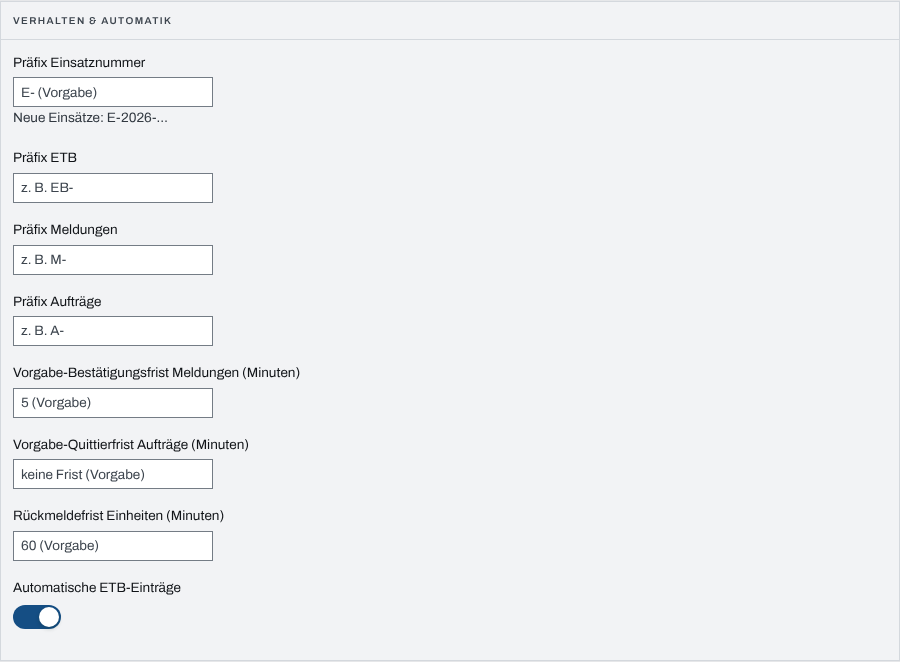 VERHALTEN & AUTOMATIK
Präfix Einsatznummer
E- (Vorgabe)
Neue Einsätze: E-2026-...
Präfix ETB
z. B. EB-
Präfix Meldungen
z. B. M-
Präfix Aufträge
z. B. A-
Vorgabe-Bestätigungsfrist Meldungen (Minuten)
5 (Vorgabe)
Vorgabe-Quittierfrist Aufträge (Minuten)
keine Frist (Vorgabe)
Rückmeldefrist Einheiten (Minuten)
60 (Vorgabe)
Automatische ETB-Einträge